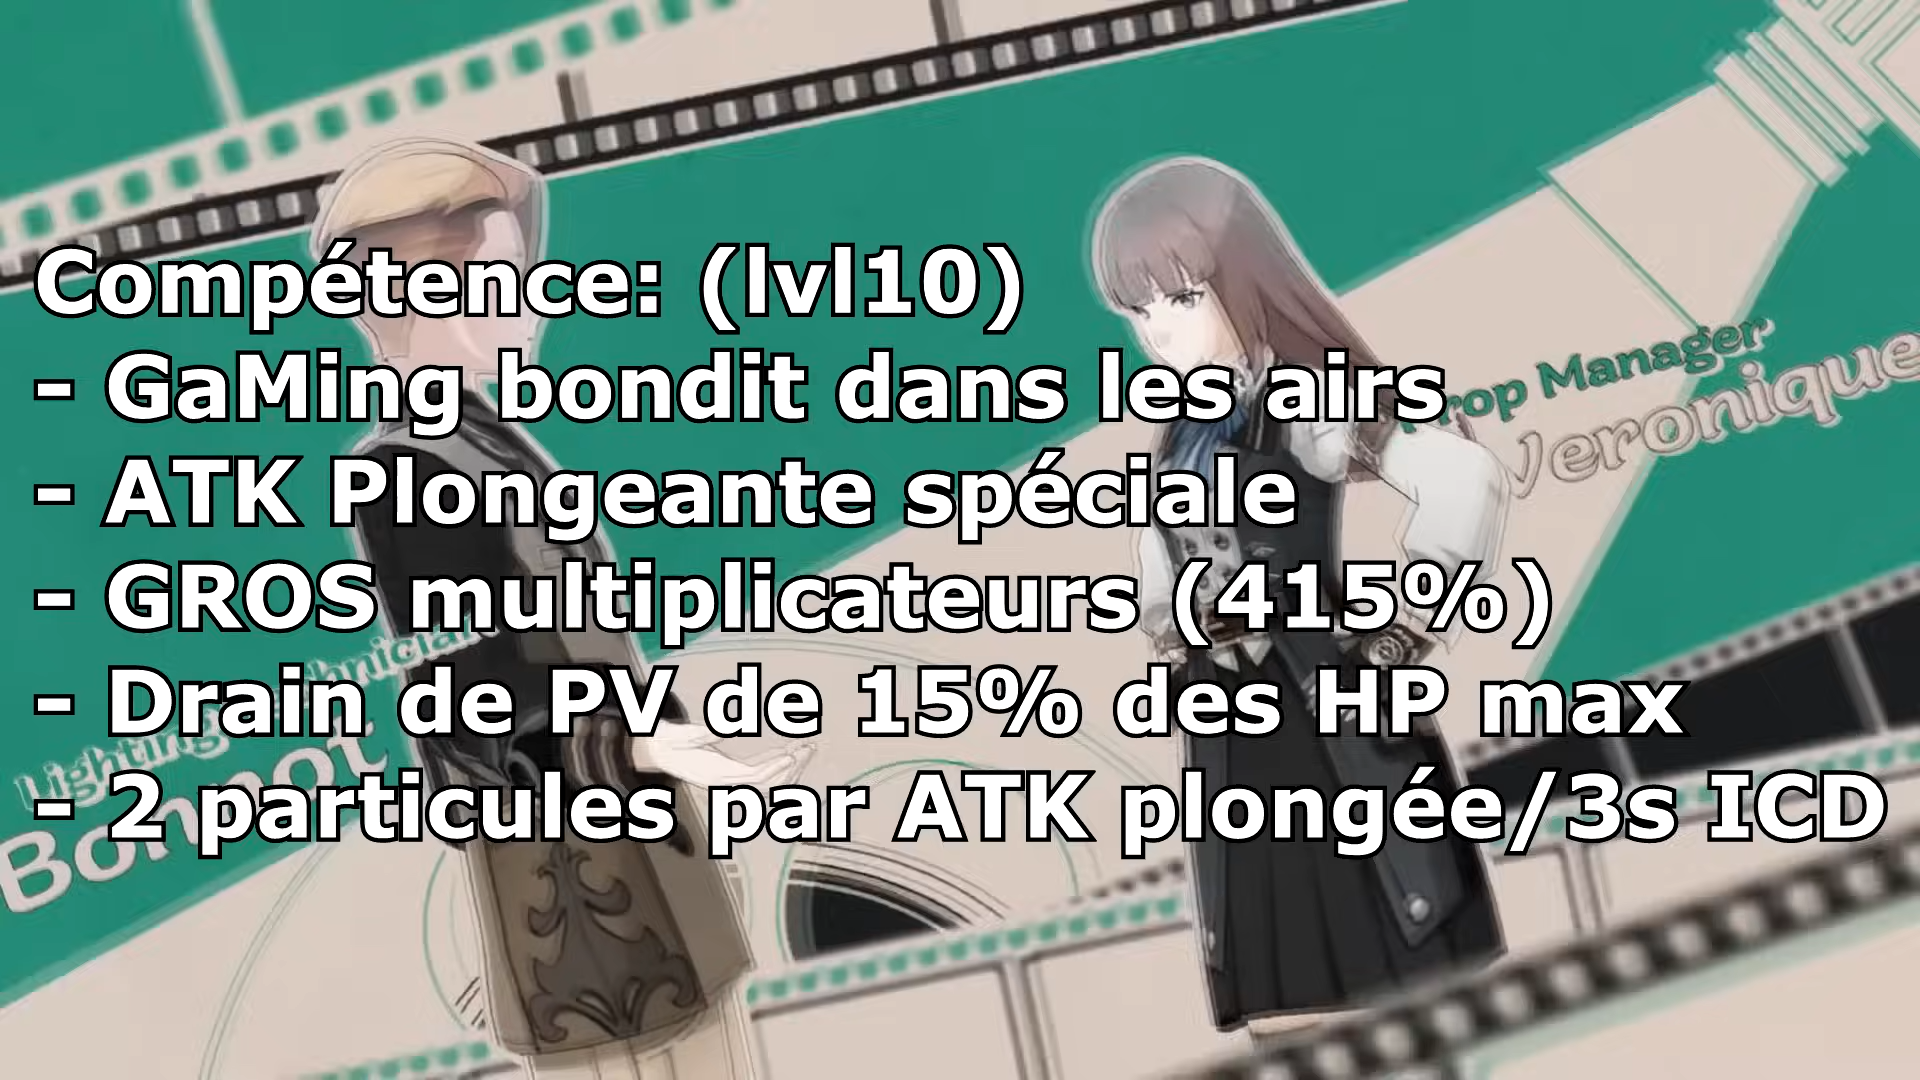 Compétence: (lvl10)
- GaMing bondit dans les airs
- ATK Plongeante spéciale
- GROS multiplicateurs (415%)
- Drain de PV de 15% des HP max
- 2 particules par ATK plongée/3s ICD
Prop Manager
Veronique
Lighting